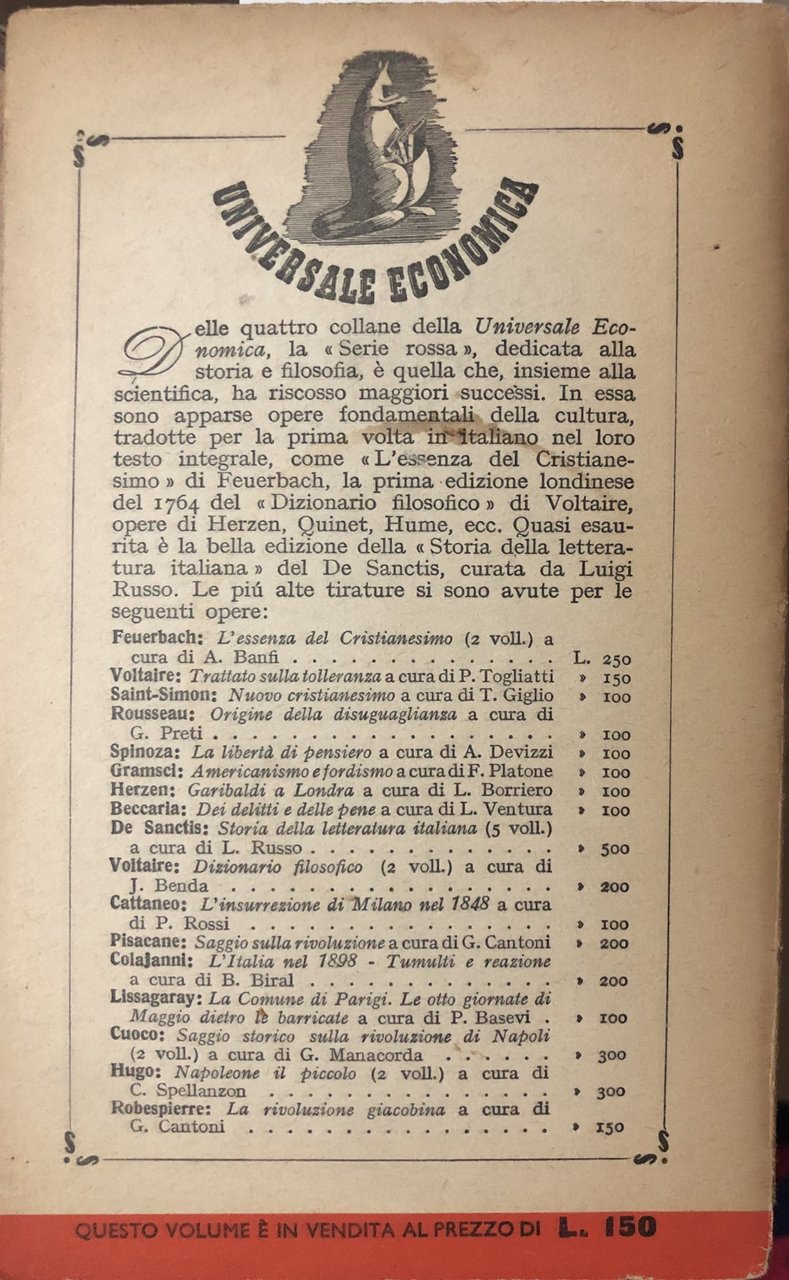 UNIVERSALE ECONOMICA
Delle quattro collane della Universale Eco-
nomica, la « Serie rossa », dedicata alla
storia e filosofia, è quella che, insieme alla
scientifica, ha riscosso maggiori successi. In essa
sono apparse opere fondamentali della cultura,
tradotte per la prima volta in italiano nel loro
testo integrale, come « L'essenza del Cristiane-
simo » di Feuerbach, la prima edizione londinese
del 1764 del « Dizionario filosofico » di Voltaire,
opere di Herzen, Quinet, Hume, ecc. Quasi esau-
rita è la bella edizione della « Storia della lettera-
tura italiana » del De Sanctis, curata da Luigi
Russo. Le piú alte tirature si sono avute per le
seguenti opere:
Feuerbach: L'essenza del Cristianesimo (2 voll.) a
cura di A. Banfi . . . . . . . . . . . . . . L. 250
Voltaire: Trattato sulla tolleranza a cura di P. Togliatti » 150
Saint-Simon: Nuovo cristianesimo a cura di T. Giglio » 100
Rousseau: Origine della disuguaglianza a cura di
G. Preti . . . . . . . . . . . . . . . . . . » 100
Spinoza: La libertà di pensiero a cura di A. Devizzi » 100
Gramsci: Americanismo e fordismo a cura di F. Platone » 100
Herzen: Garibaldi a Londra a cura di L. Borriero » 100
Beccaria: Dei delitti e delle pene a cura di L. Ventura » 100
De Sanctis: Storia della letteratura italiana (5 voll.)
a cura di L. Russo . . . . . . . . . . . . . » 500
Voltaire: Dizionario filosofico (2 voll.) a cura di
J. Benda . . . . . . . . . . . . . . . . . » 200
Cattaneo: L'insurrezione di Milano nel 1848 a cura
di P. Rossi . . . . . . . . . . . . . . . . » 100
Pisacane: Saggio sulla rivoluzione a cura di G. Cantoni » 200
Colajanni: L'Italia nel 1898 - Tumulti e reazione
a cura di B. Biral . . . . . . . . . . . . . » 200
Lissagaray: La Comune di Parigi. Le otto giornate di
Maggio dietro le barricate a cura di P. Basevi . » 100
Cuoco: Saggio storico sulla rivoluzione di Napoli
(2 voll.) a cura di G. Manacorda . . . . . . » 300
Hugo: Napoleone il piccolo (2 voll.) a cura di
C. Spellanzon . . . . . . . . . . . . . . . » 300
Robespierre: La rivoluzione giacobina a cura di
G. Cantoni . . . . . . . . . . . . . . . . » 150
QUESTO VOLUME È IN VENDITA AL PREZZO DI L. 150